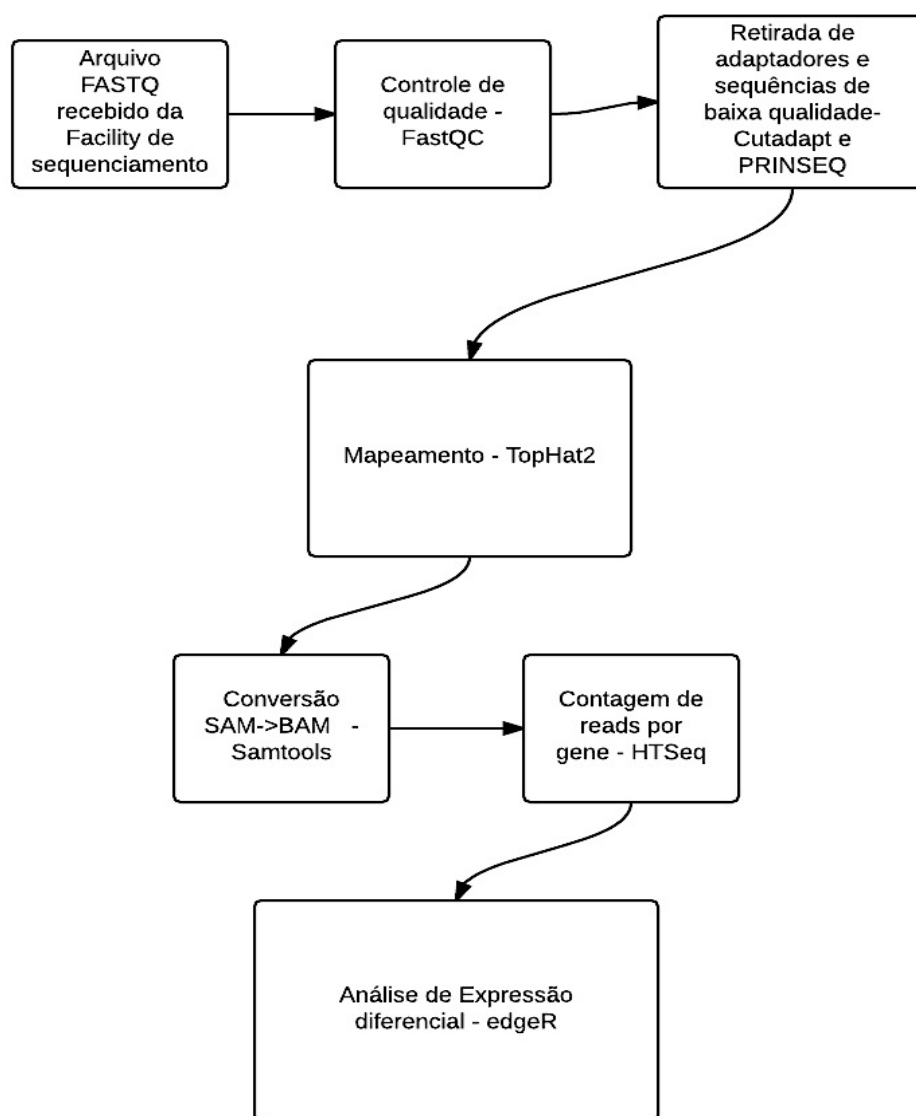 Arquivo
FASTQ
recebido da
Facility de
sequenciamento
Controle de
qualidade -
FastQC
Retirada de
adaptadores e
sequências de
baixa qualidade-
Cutadapt e
PRINSEQ
Mapeamento - TopHat2
Conversão
SAM->BAM -
Samtools
Contagem de
reads por
gene - HTSeq
Análise de Expressão
diferencial - edgeR